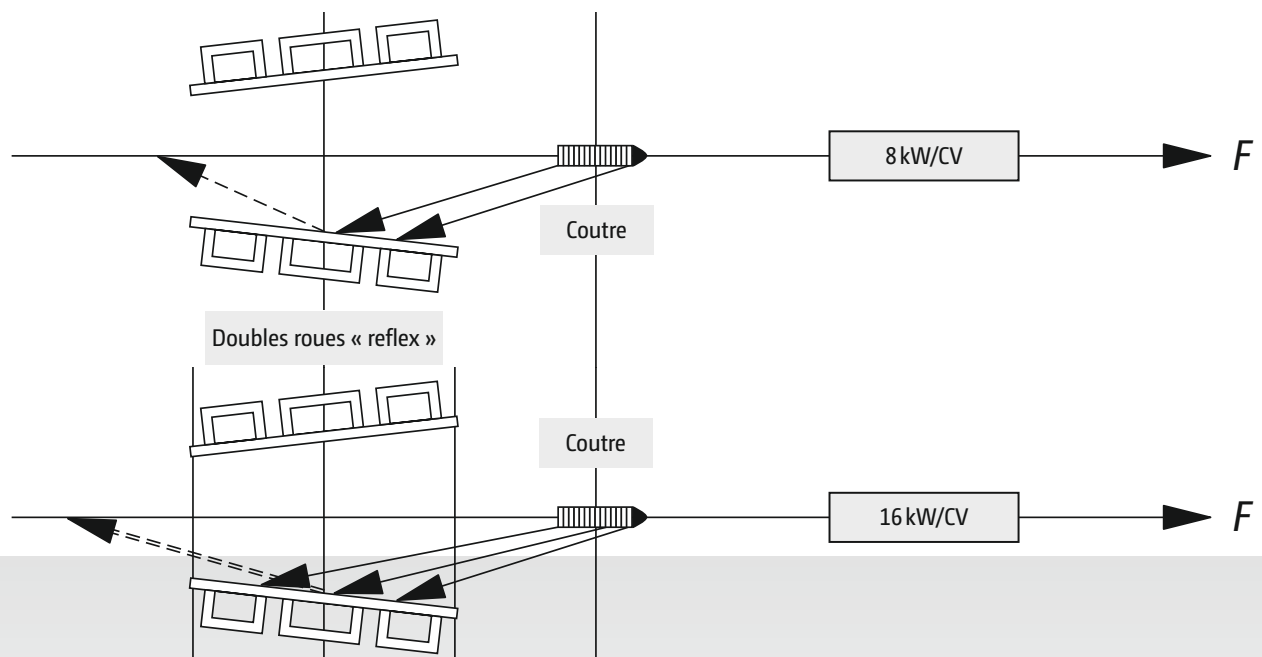 8 kW/CV
F
Coutre
Doubles roues « reflex »
Coutre
16 kW/CV
F